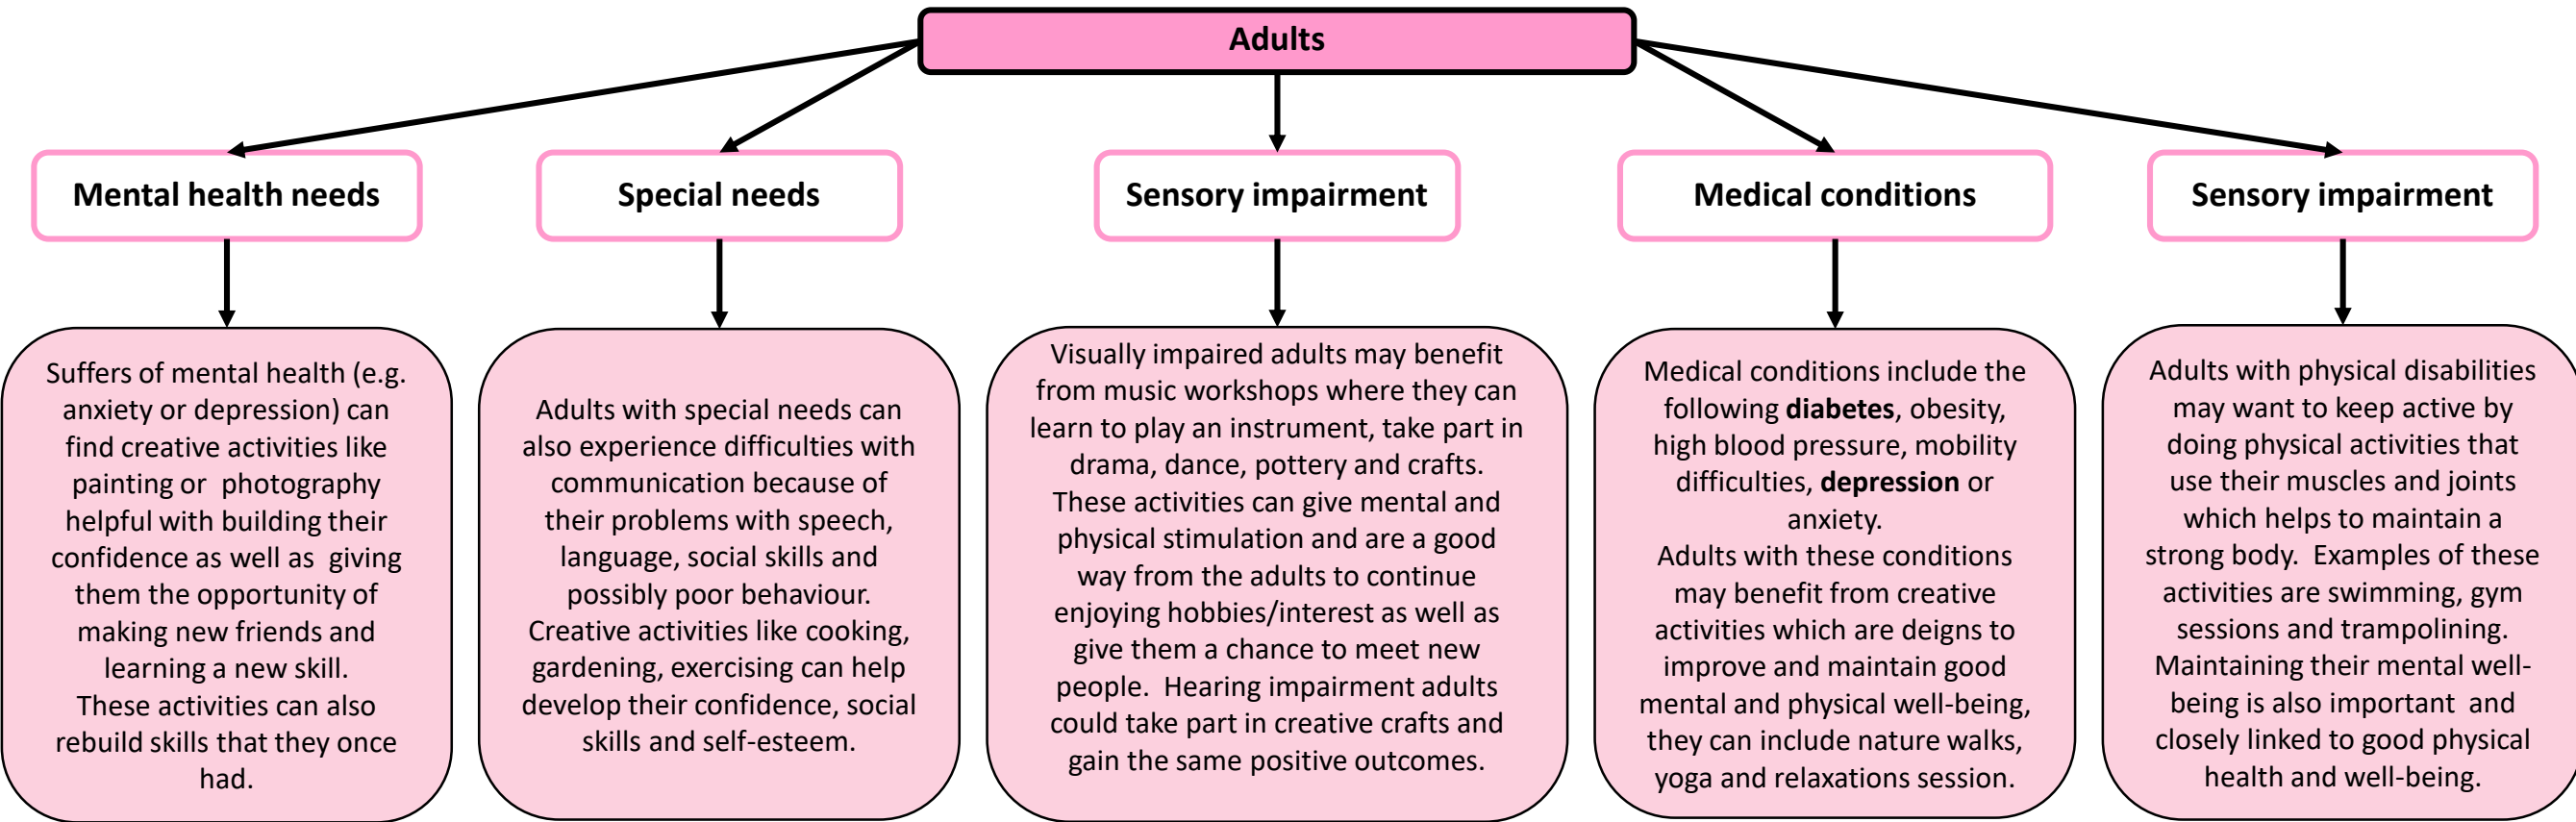 Adults
Mental health needs
Special needs
Sensory impairment
Medical conditions
Sensory impairment
Suffers of mental health (e.g.
anxiety or depression) can
find creative activities like
painting or photography
helpful with building their
confidence as well as giving
them the opportunity of
making new friends and
learning a new skill.
These activities can also
rebuild skills that they once
had.
Adults with special needs can
also experience difficulties with
communication because of
their problems with speech,
language, social skills and
possibly poor behaviour.
Creative activities like cooking,
gardening, exercising can help
develop their confidence, social
skills and self-esteem.
Visually impaired adults may benefit
from music workshops where they can
learn to play an instrument, take part in
drama, dance, pottery and crafts.
These activities can give mental and
physical stimulation and are a good
way from the adults to continue
enjoying hobbies/interest as well as
give them a chance to meet new
people. Hearing impairment adults
could take part in creative crafts and
gain the same positive outcomes.
Medical conditions include the
following diabetes, obesity,
high blood pressure, mobility
difficulties, depression or
anxiety.
Adults with these conditions
may benefit from creative
activities which are deigns to
improve and maintain good
mental and physical well-being,
they can include nature walks,
yoga and relaxations session.
Adults with physical disabilities
may want to keep active by
doing physical activities that
use their muscles and joints
which helps to maintain a
strong body. Examples of these
activities are swimming, gym
sessions and trampolining.
Maintaining their mental well-
being is also important and
closely linked to good physical
health and well-being.